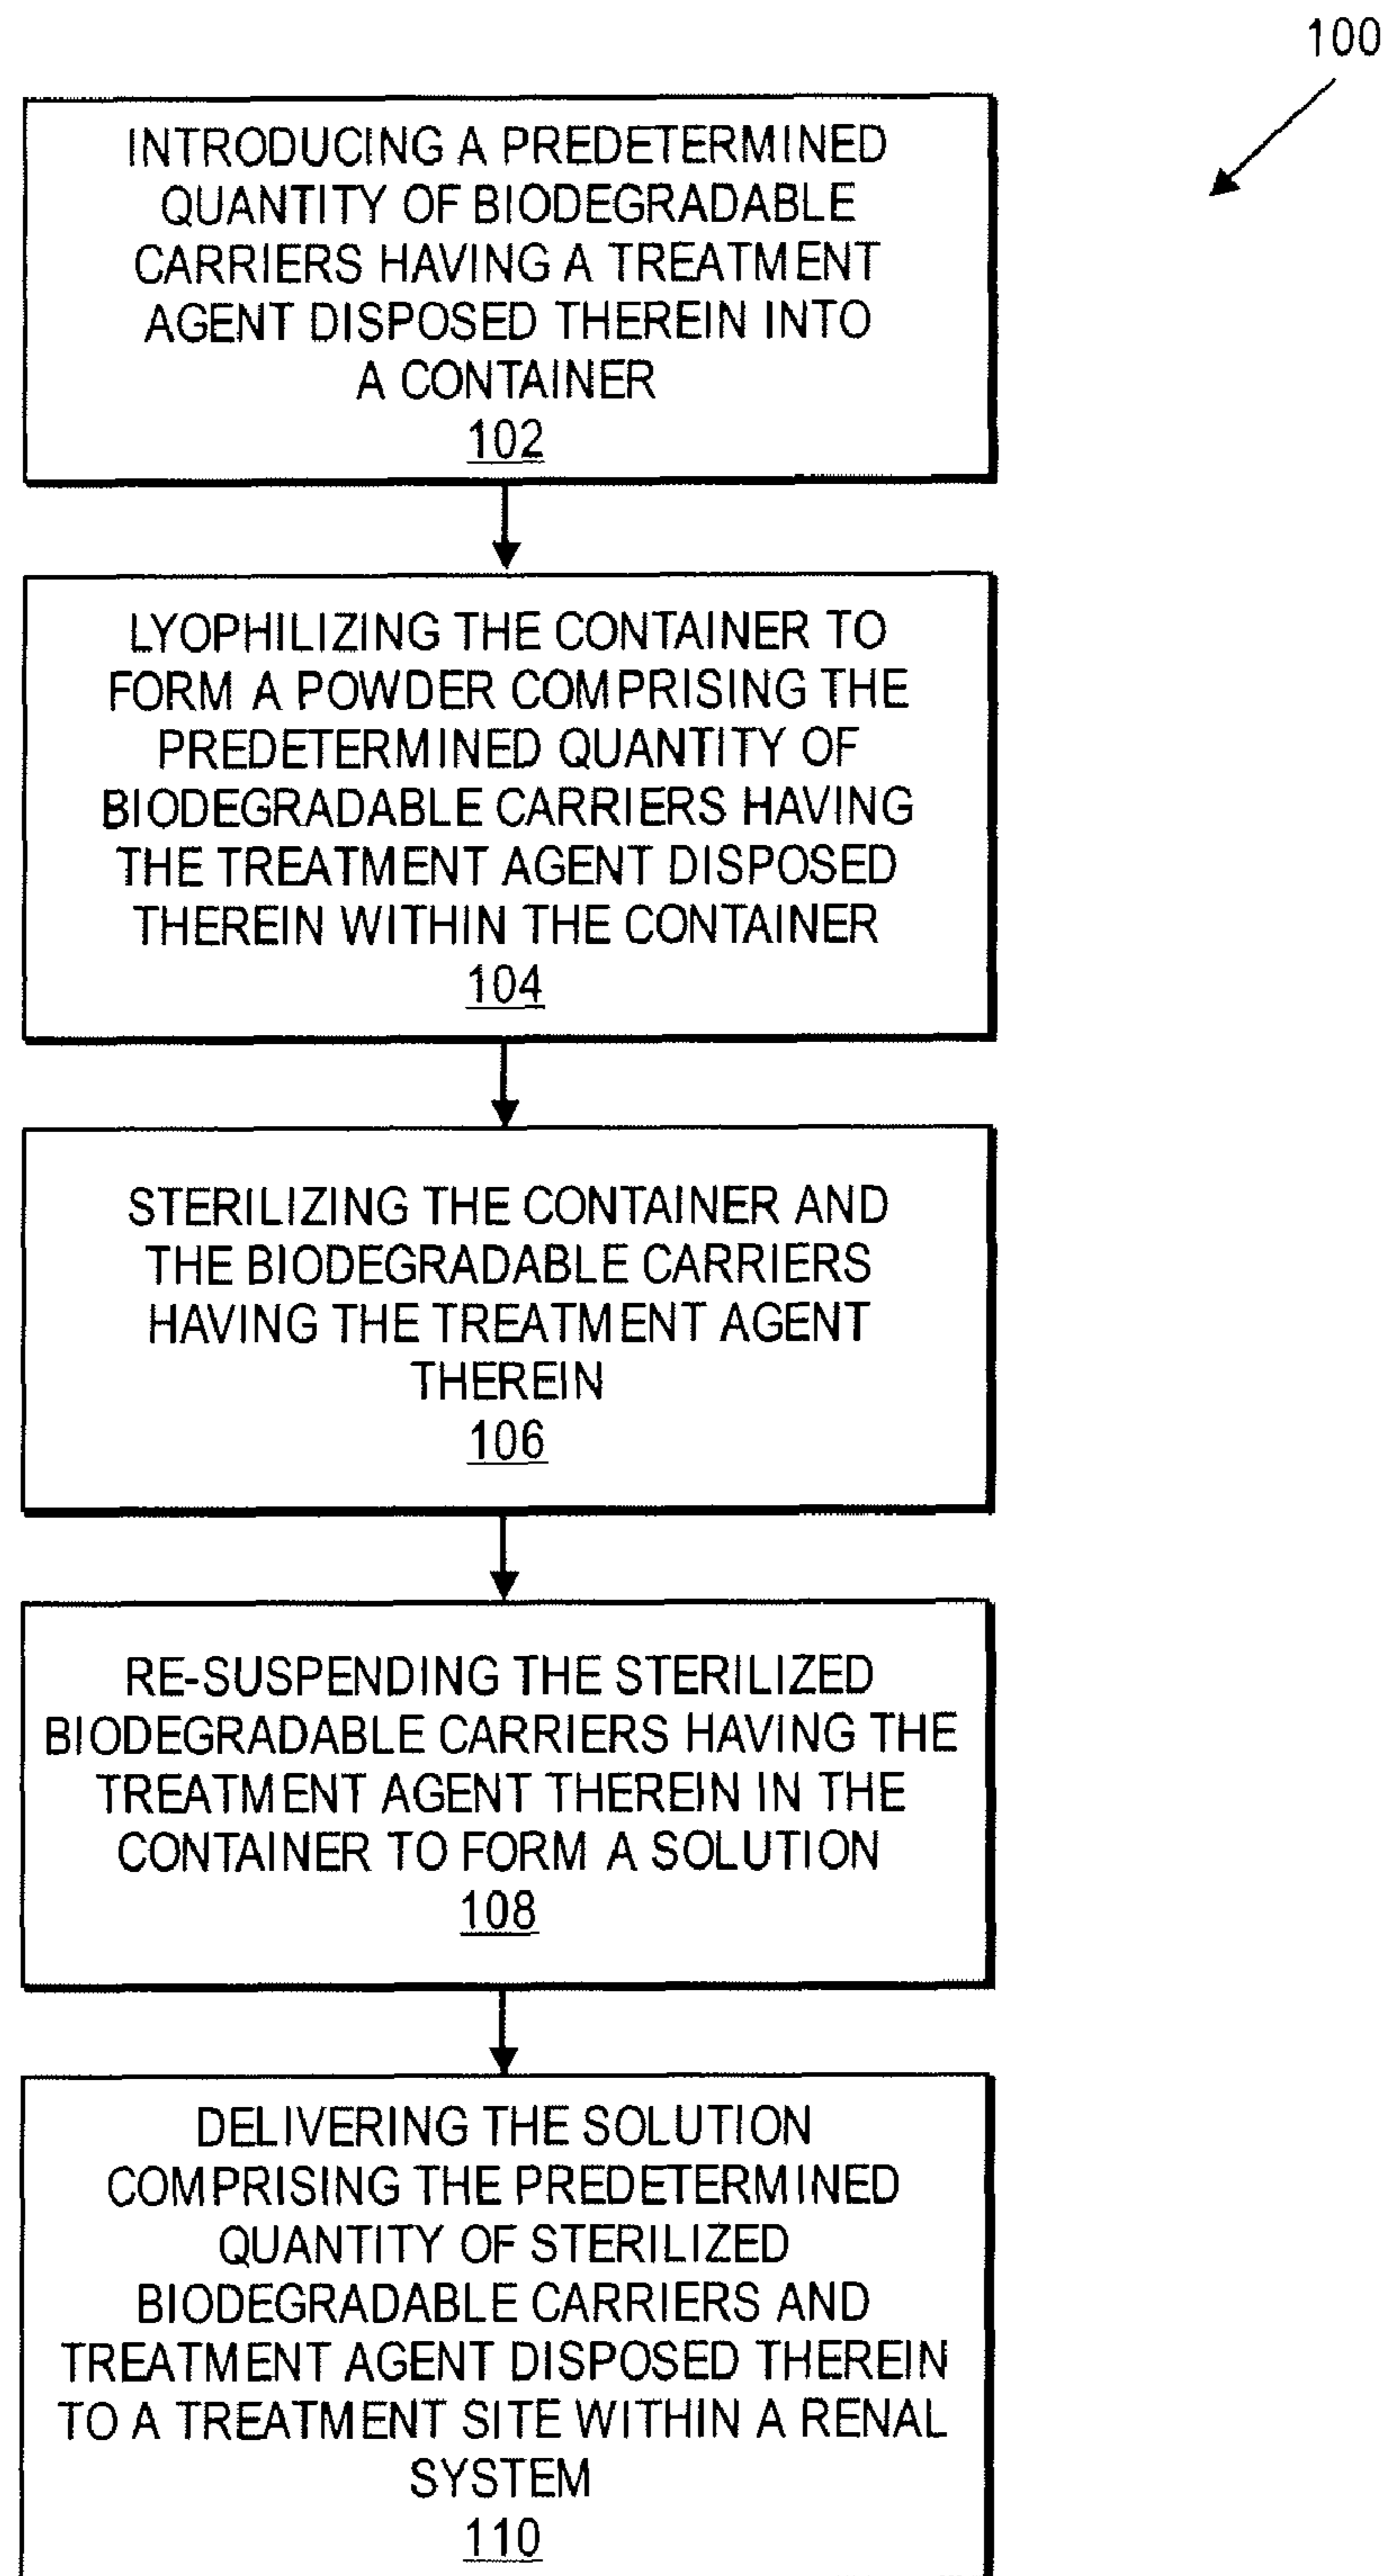 100
INTRODUCING A PREDETERMINED
QUANTITY OF BIODEGRADABLE
CARRIERS HAVING A TREATMENT
AGENT DISPOSED THEREIN INTO
A CONTAINER
102
LYOPHILIZING THE CONTAINER TO
FORM A POWDER COMPRISING THE
PREDETERMINED QUANTITY OF
BIODEGRADABLE CARRIERS HAVING
THE TREATMENT AGENT DISPOSED
THEREIN WITHIN THE CONTAINER
104
STERILIZING THE CONTAINER AND
THE BIODEGRADABLE CARRIERS
HAVING THE TREATMENT AGENT
THEREIN
106
RE-SUSPENDING THE STERILIZED
BIODEGRADABLE CARRIERS HAVING THE
TREATMENT AGENT THEREIN IN THE
CONTAINER TO FORM A SOLUTION
108
DELIVERING THE SOLUTION
COMPRISING THE PREDETERMINED
QUANTITY OF STERILIZED
BIODEGRADABLE CARRIERS AND
TREATMENT AGENT DISPOSED THEREIN
TO A TREATMENT SITE WITHIN A RENAL
SYSTEM
110